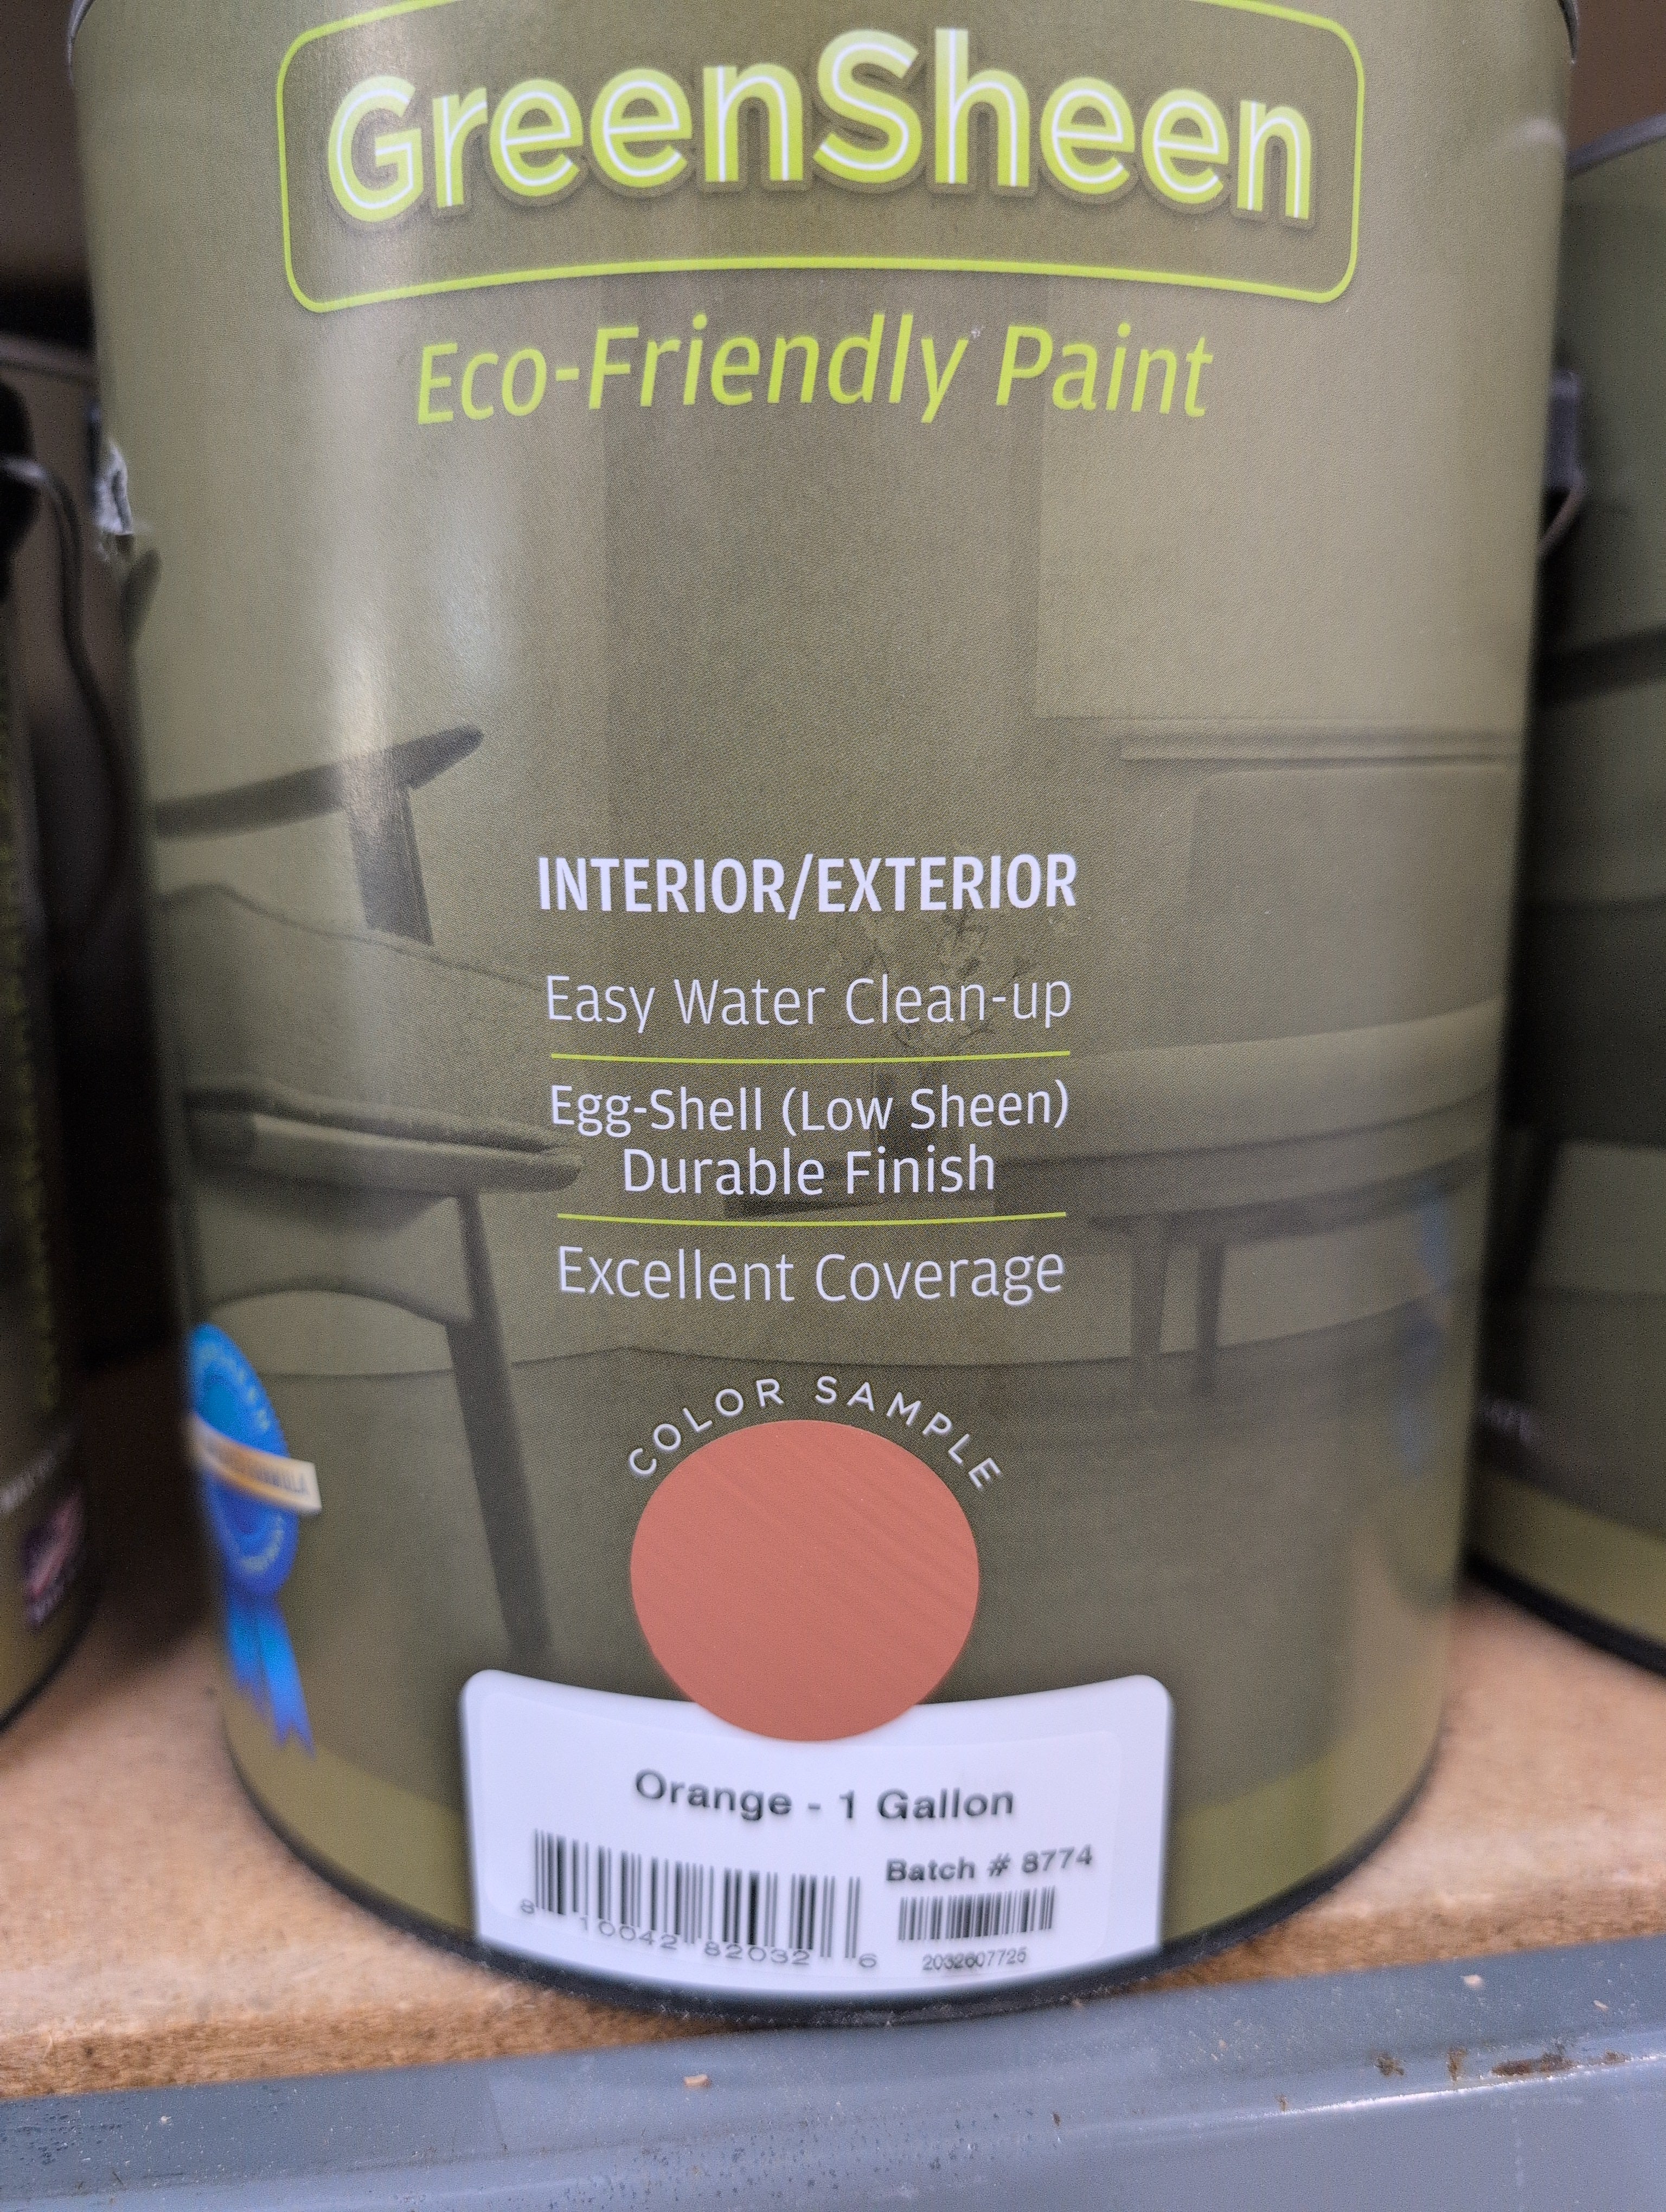 GreenSheen
Eco-Friendly Paint
INTERIOR/EXTERIOR
Easy Water Clean-up
Egg-Shell (Low Sheen)
Durable Finish
Excellent Coverage
COLOR SAMPLE
Orange - 1 Gallon
Batch # 8774
8 10042 82032 6
2032607725